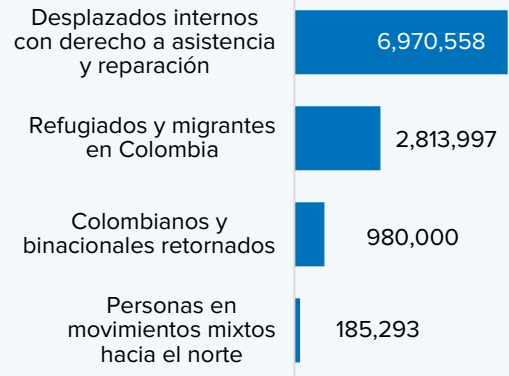 Desplazados internos
con derecho a asistencia
y reparación
6,970,558
Refugiados y migrantes
en Colombia
2,813,997
Colombianos y
binacionales retornados
980,000
Personas en
movimientos mixtos
hacia el norte
185,293